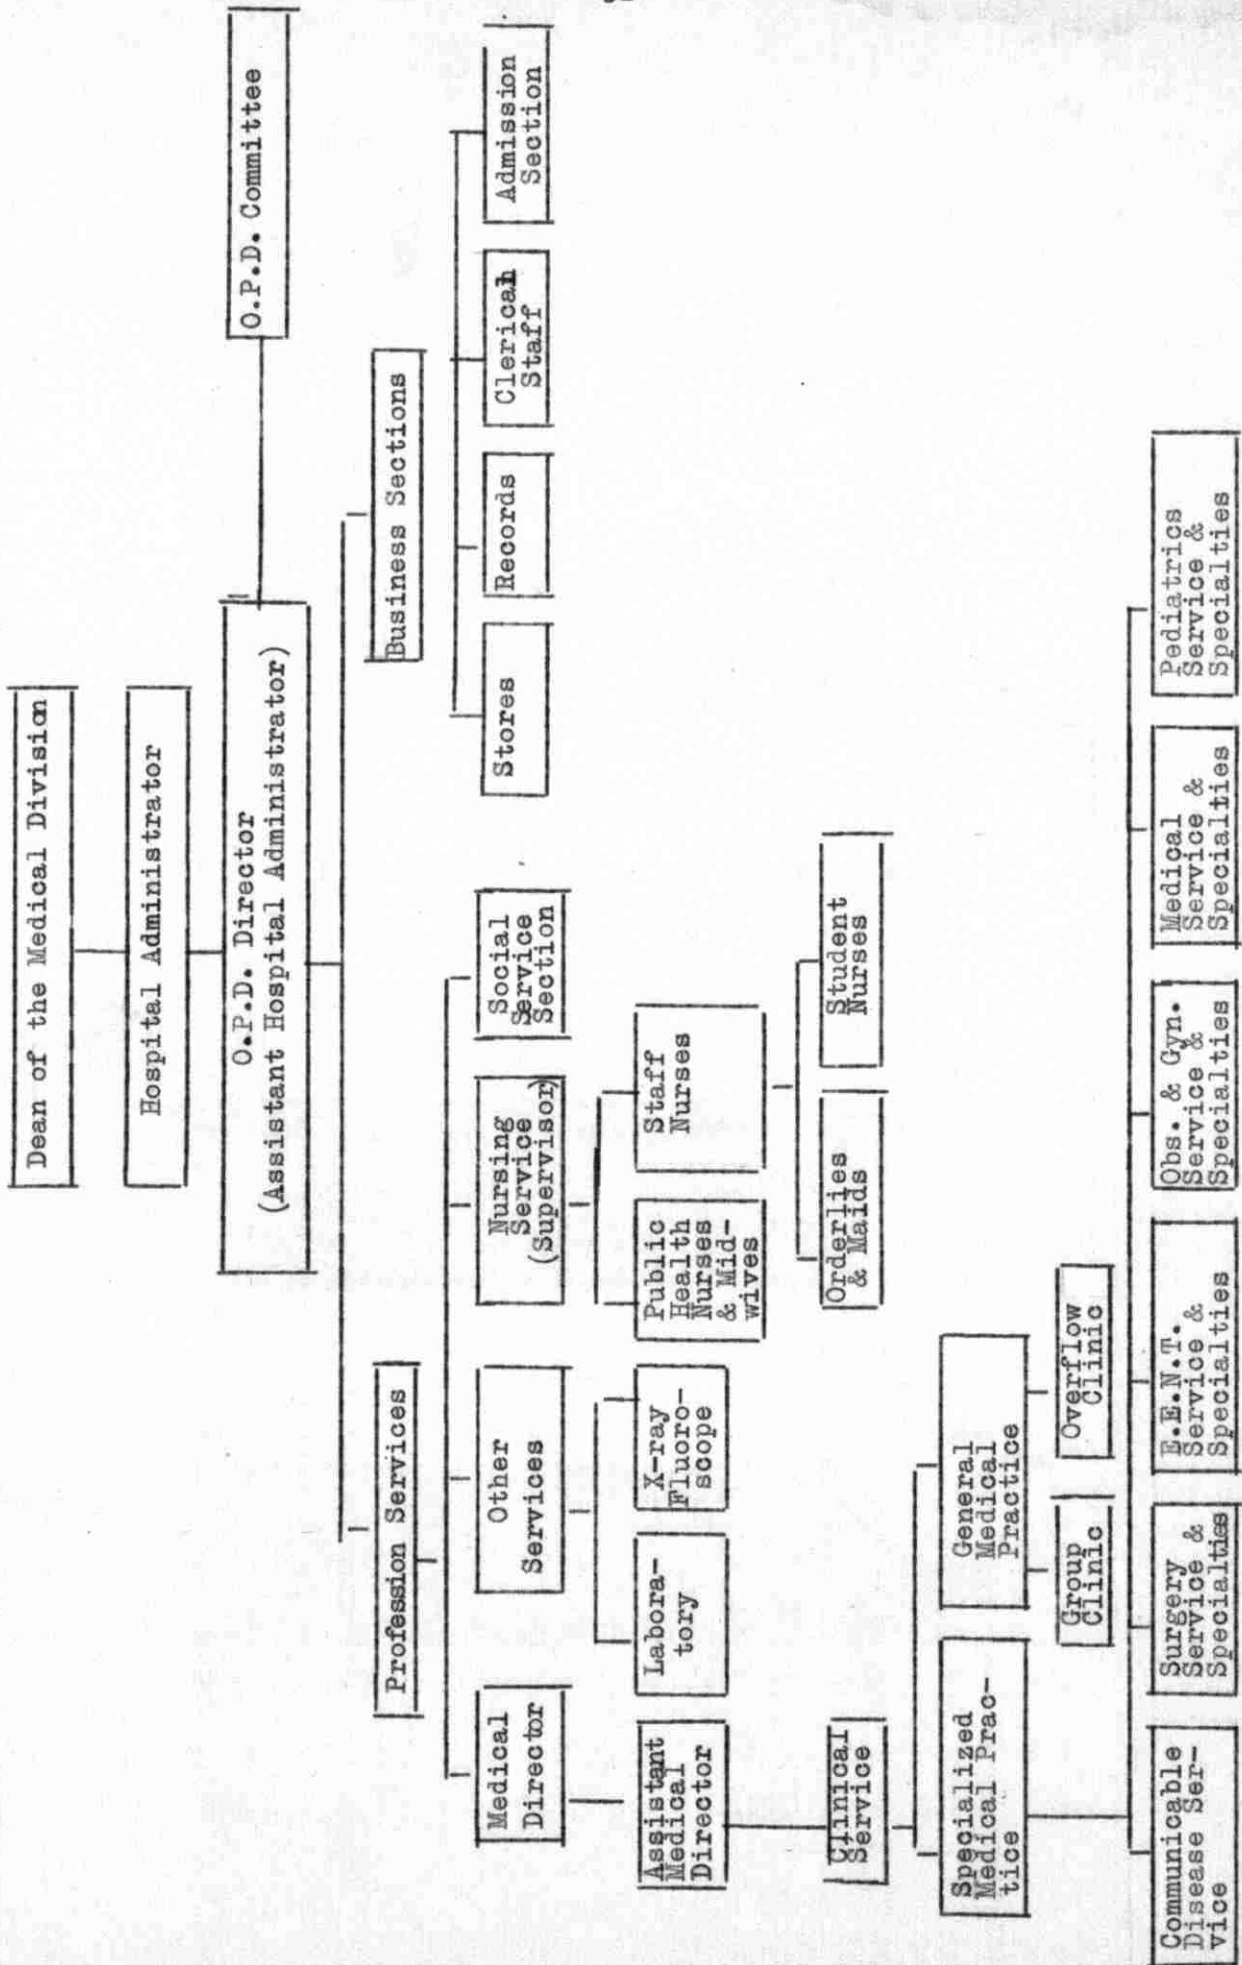 Dean of the Medical Division
Hospital Administrator
O.P.D. Director
(Assistant Hospital Administrator)
O.P.D. Committee
Profession Services
Business Sections
Medical
Director
Other
Services
Nursing
Service
(Supervisor)
Social
Service
Section
Stores
Records
Clerical
Staff
Admission
Section
Assistant
Medical
Director
Labora-
tory
X-ray
Fluoro-
scope
Public
Health
Nurses
& Mid-
wives
Staff
Nurses
Clinical
Service
Orderlies
& Maids
Student
Nurses
Specialized
Medical Prac-
tice
General
Medical
Practice
Group
Clinic
Overflow
Clinic
Communicable
Disease Ser-
vice
Surgery
Service &
Specialties
E.E.N.T.
Service &
Specialties
Obs. & Gyn.
Service &
Specialties
Medical
Service &
Specialties
Pediatrics
Service &
Specialties